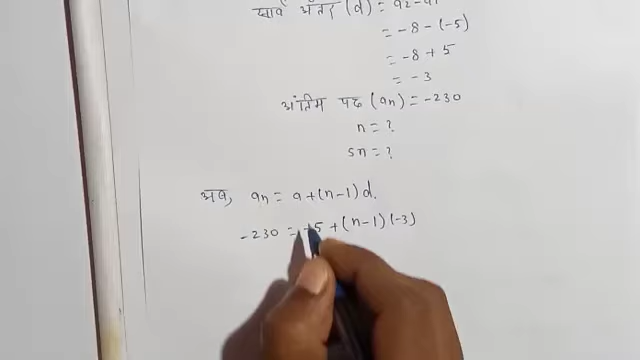 सार्व अंतर (d) = a2 - a1
= -8 - (-5)
= -8 + 5
= -3
अंतिम पद (an) = -230
n = ?
Sn = ?
अब, an = a + (n-1) d.
-230 = -5 + (n-1) (-3)